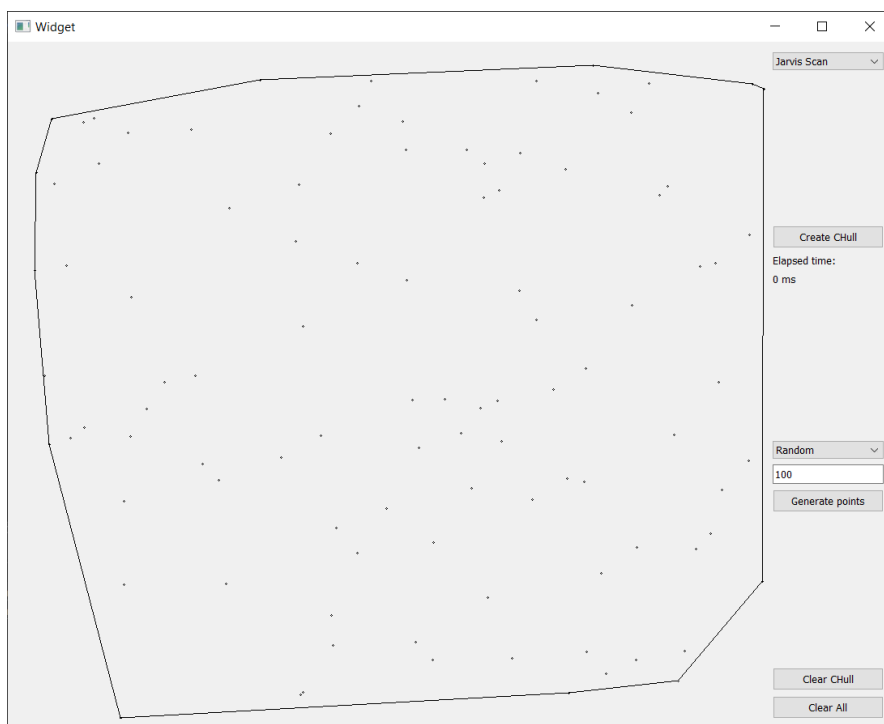 Widget
Jarvis Scan
Create CHull
Elapsed time:
0 ms
Random
100
Generate points
Clear CHull
Clear All